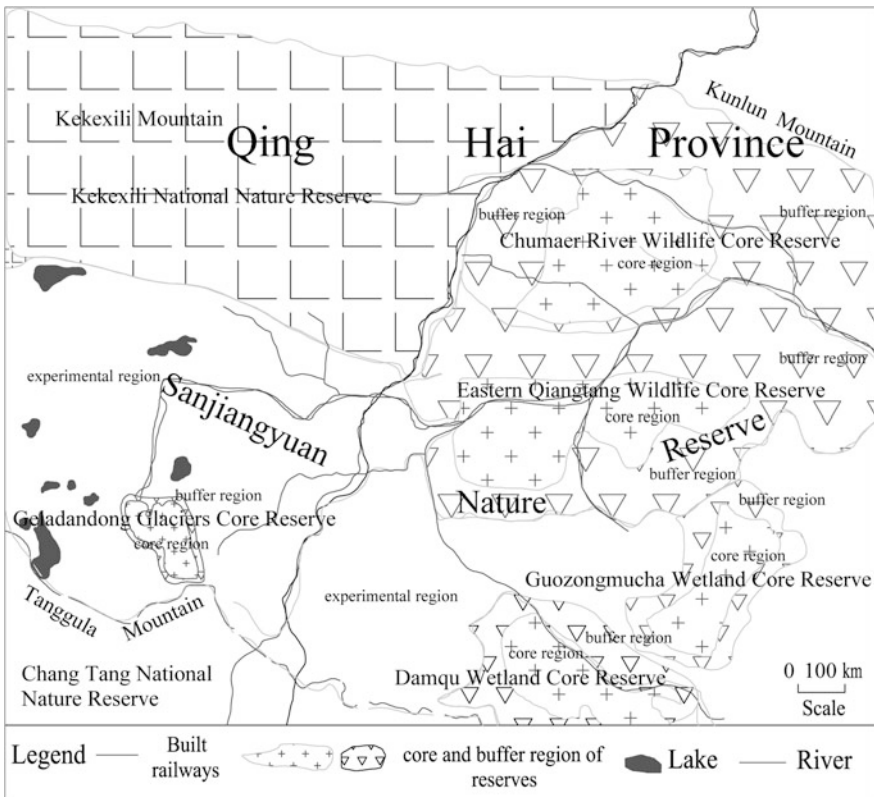 Kunlun Mountain
Kekexili Mountain
Qing Hai Province
Kekexili National Nature Reserve
buffer region
buffer region
Chumaer River Wildlife Core Reserve
core region
buffer region
experimental region
Eastern Qiangtang Wildlife Core Reserve
core region
Sanjiangyuan
Reserve
buffer region
buffer region
buffer region
Nature
Geladandong Glaciers Core Reserve
core region
core region
Guozongmucha Wetland Core Reserve
experimental region
Tanggula Mountain
buffer region
core region
Chang Tang National
Nature Reserve
Damqu Wetland Core Reserve
0 100 km
Scale
Legend
Built
railways
core and buffer region of
reserves
Lake
River